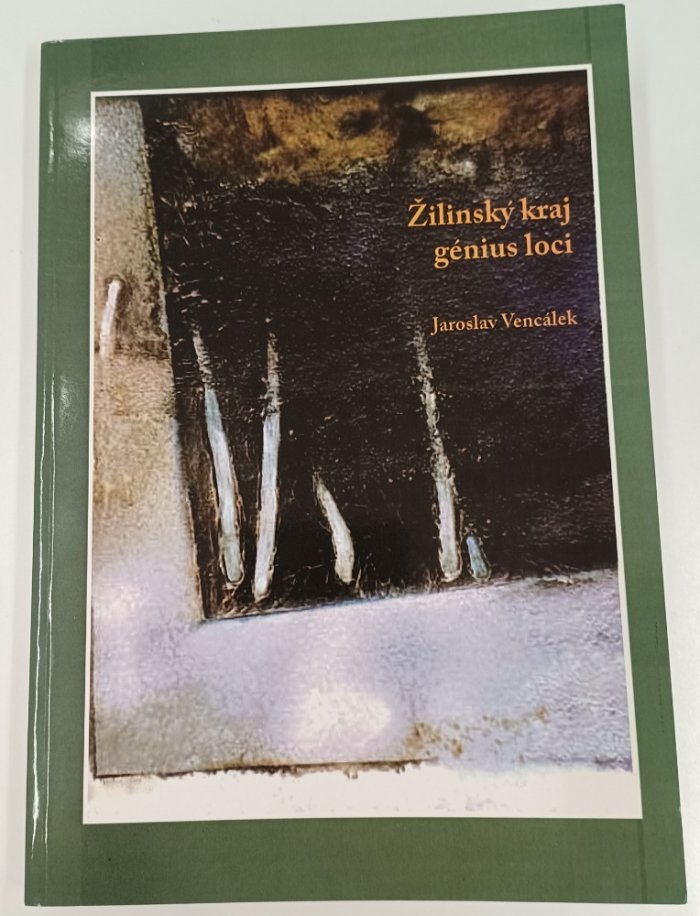 Žilinský kraj
génius loci
Jaroslav Vencálek